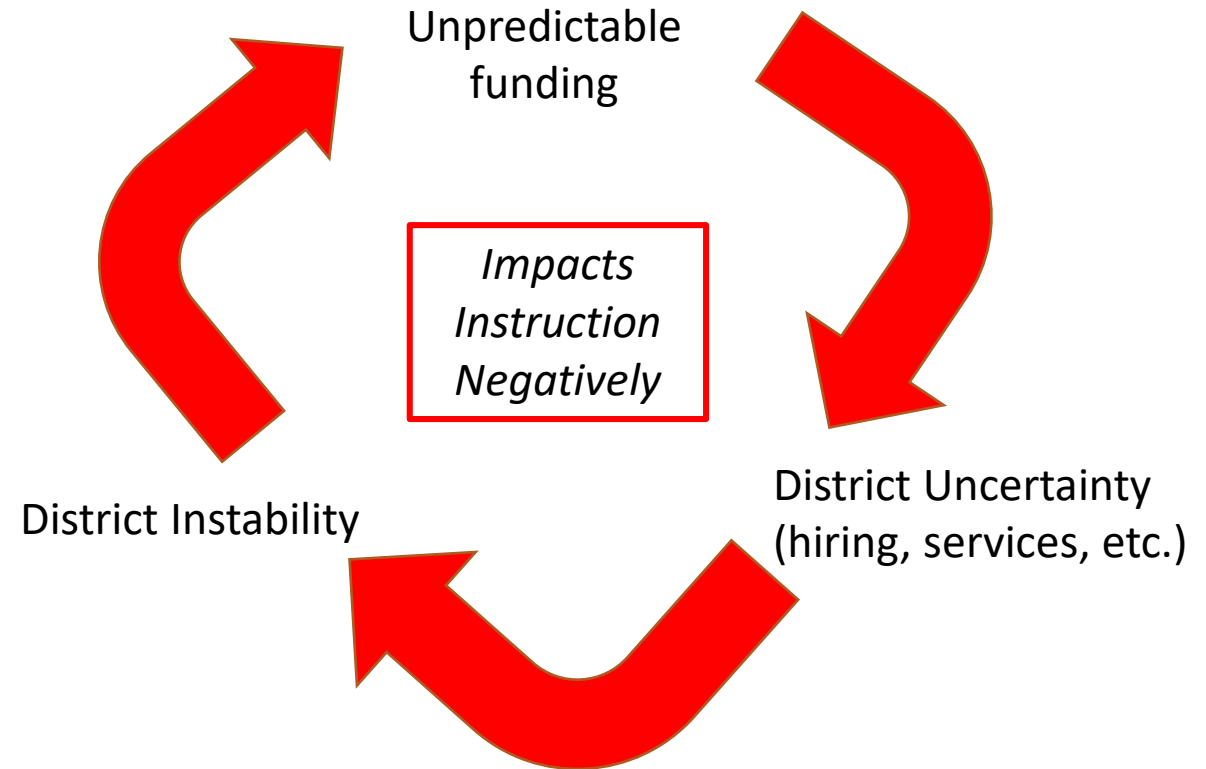 Unpredictable
funding
Impacts
Instruction
Negatively
District Uncertainty
(hiring, services, etc.)
District Instability